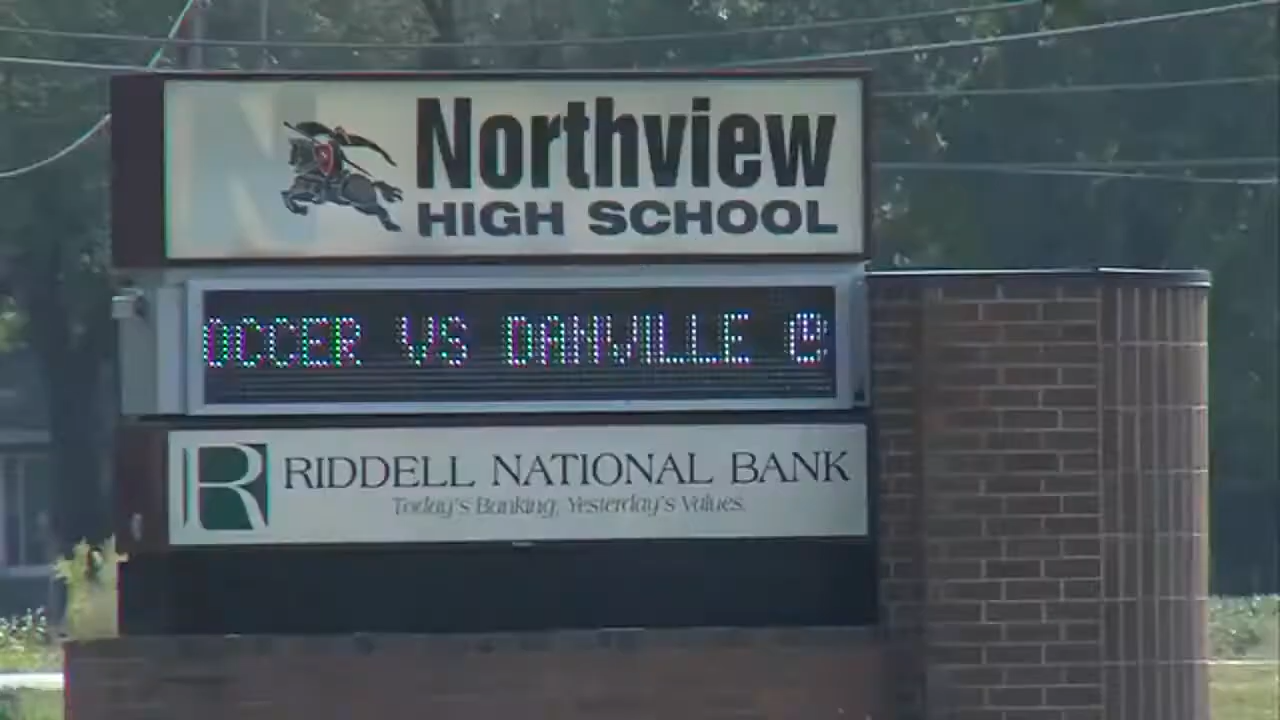 Northview
HIGH SCHOOL
OCCER VS DANVILLE @
R RIDDELL NATIONAL BANK
Today's Banking, Yesterday's Values.